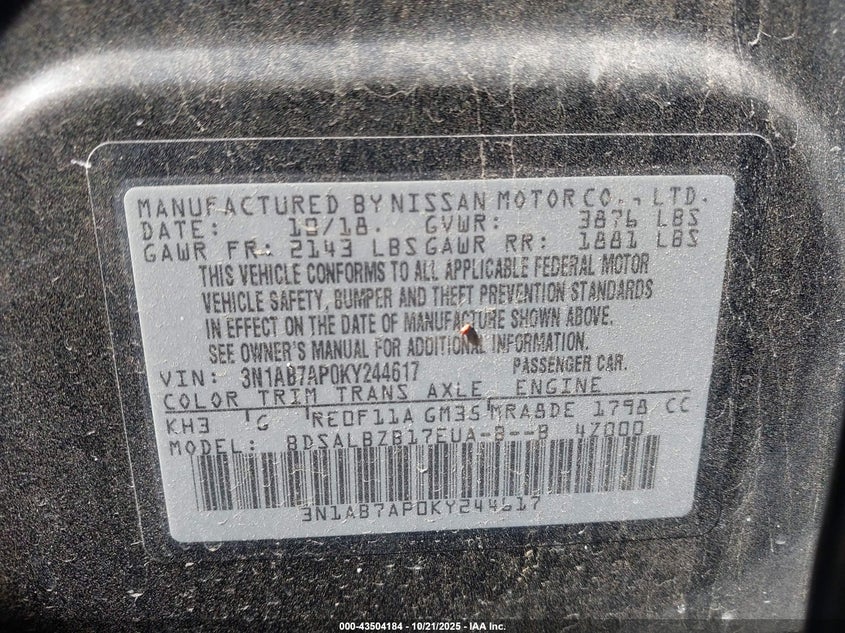 MANUFACTURED BY NISSAN MOTOR CO., LTD.
DATE: 10/18. GVWR: 3876 LBS
GAWR FR: 2143 LBS GAWR RR: 1881 LBS
THIS VEHICLE CONFORMS TO ALL APPLICABLE FEDERAL MOTOR
VEHICLE SAFETY, BUMPER AND THEFT PREVENTION STANDARDS
IN EFFECT ON THE DATE OF MANUFACTURE SHOWN ABOVE.
SEE OWNER'S MANUAL FOR ADDITIONAL INFORMATION.
VIN: 3N1AB7AP0KY244617 PASSENGER CAR.
COLOR TRIM TRANS AXLE ENGINE
KH3 G RE0F11A GM35 MRA8DE 1798 CC
MODEL: BDSALBZB17EUA-B--B 4Z000
3N1AB7AP0KY244617
000-43504184 - 10/21/2025 - IAA Inc.